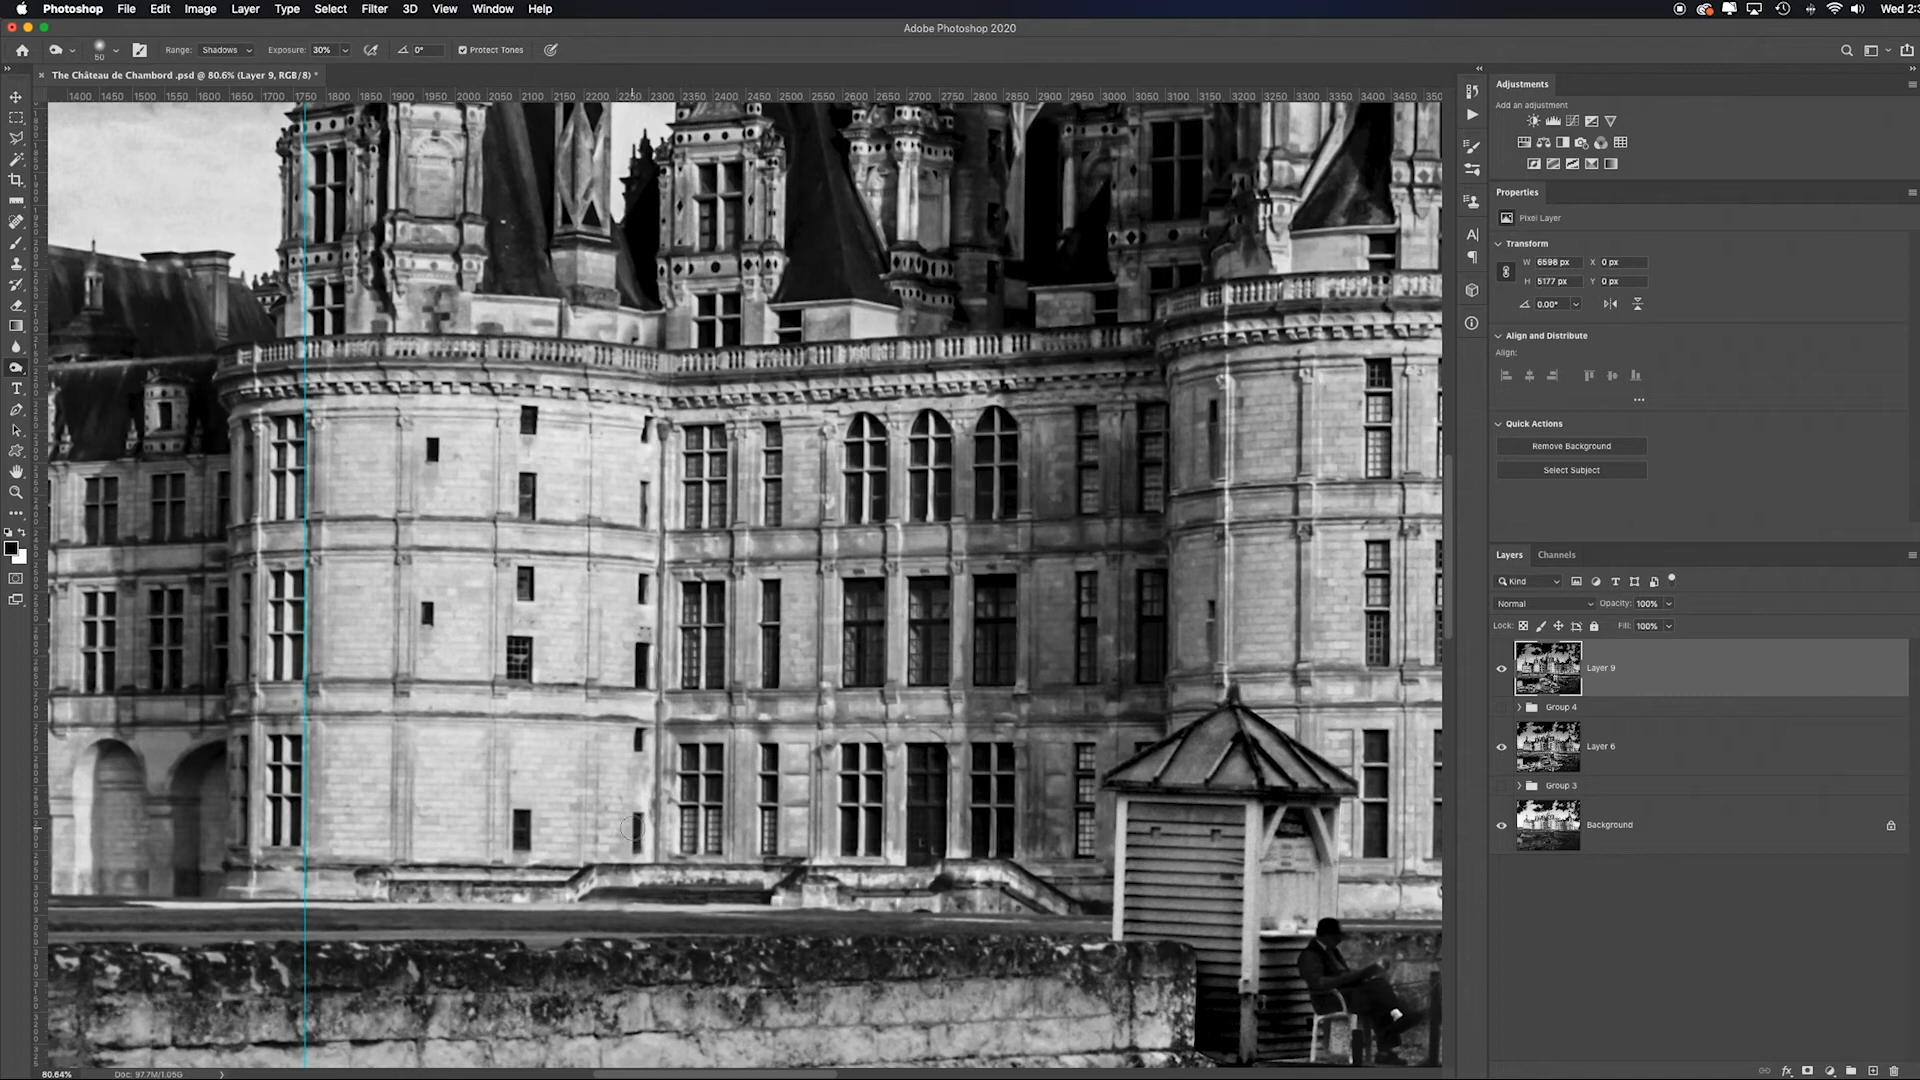 Photoshop File Edit Image Layer Type Select Filter 3D View Window Help
Adobe Photoshop 2020
50 Range: Shadows Exposure: 30% 0° Protect Tones
The Château de Chambord .psd @ 80.6% (Layer 9, RGB/8) *
1400 1450 1500 1550 1600 1650 1700 1750 1800 1850 1900 1950 2000 2050 2100 2150 2200 2250 2300 2350 2400 2450 2500 2550 2600 2650 2700 2750 2800 2850 2900 2950 3000 3050 3100 3150 3200 3250 3300 3350 3400 3450
Adjustments
Add an adjustment
Properties
Pixel Layer
Transform
W 6598 px X 0 px
H 5177 px Y 0 px
0.00°
Align and Distribute
Align:
Quick Actions
Remove Background
Select Subject
Layers Channels
Kind
Normal Opacity: 100%
Lock: Fill: 100%
Layer 9
Group 4
Layer 6
Group 3
Background
80.64% Doc: 97.7M/1.05G